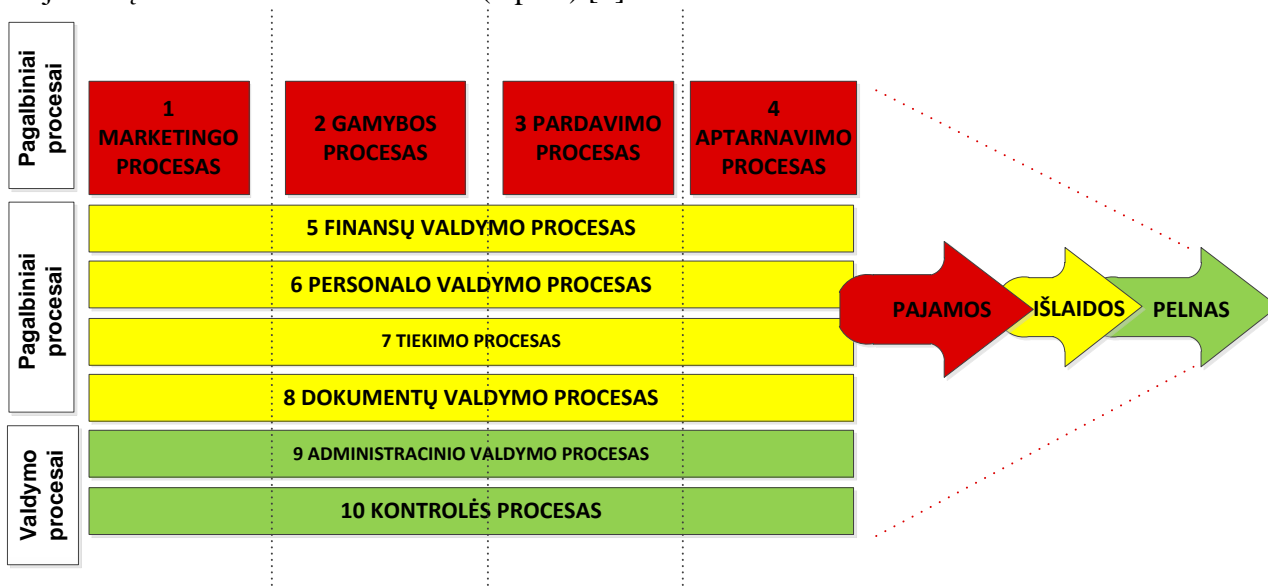 Pagalbiniai
procesai
1
MARKETINGO
PROCESAS
2 GAMYBOS
PROCESAS
3 PARDAVIMO
PROCESAS
4
APTARNAVIMO
PROCESAS
Pagalbiniai
procesai
5 FINANSŲ VALDYMO PROCESAS
6 PERSONALO VALDYMO PROCESAS
7 TIEKIMO PROCESAS
8 DOKUMENTŲ VALDYMO PROCESAS
PAJAMOS
IŠLAIDOS
PELNAS
Valdymo
procesai
9 ADMINISTRACINIO VALDYMO PROCESAS
10 KONTROLĖS PROCESAS